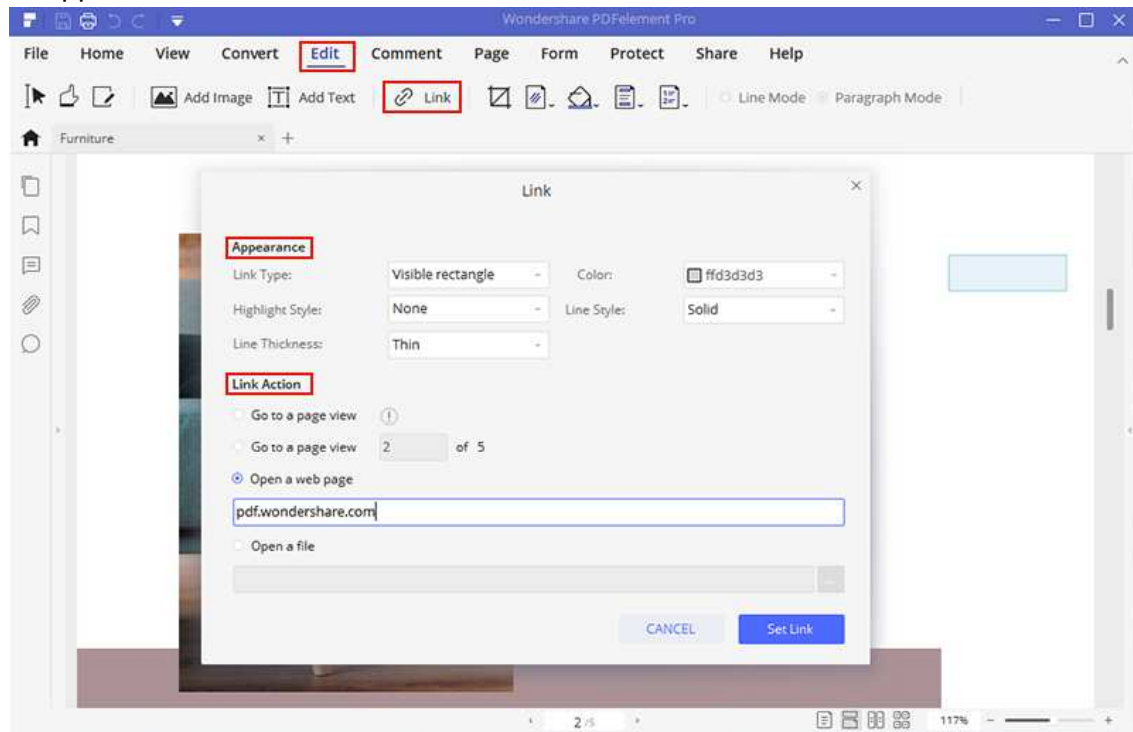 Wondershare PDFelement Pro
File Home View Convert Edit Comment Page Form Protect Share Help
Add Image Add Text Link Line Mode Paragraph Mode
Furniture
Link
Appearance
Link Type: Visible rectangle Color: ffd3d3d3
Highlight Style: None Line Style: Solid
Line Thickness: Thin
Link Action
Go to a page view
Go to a page view 2 of 5
Open a web page
pdf.wondershare.com
Open a file
CANCEL Set Link
2 /5 117%